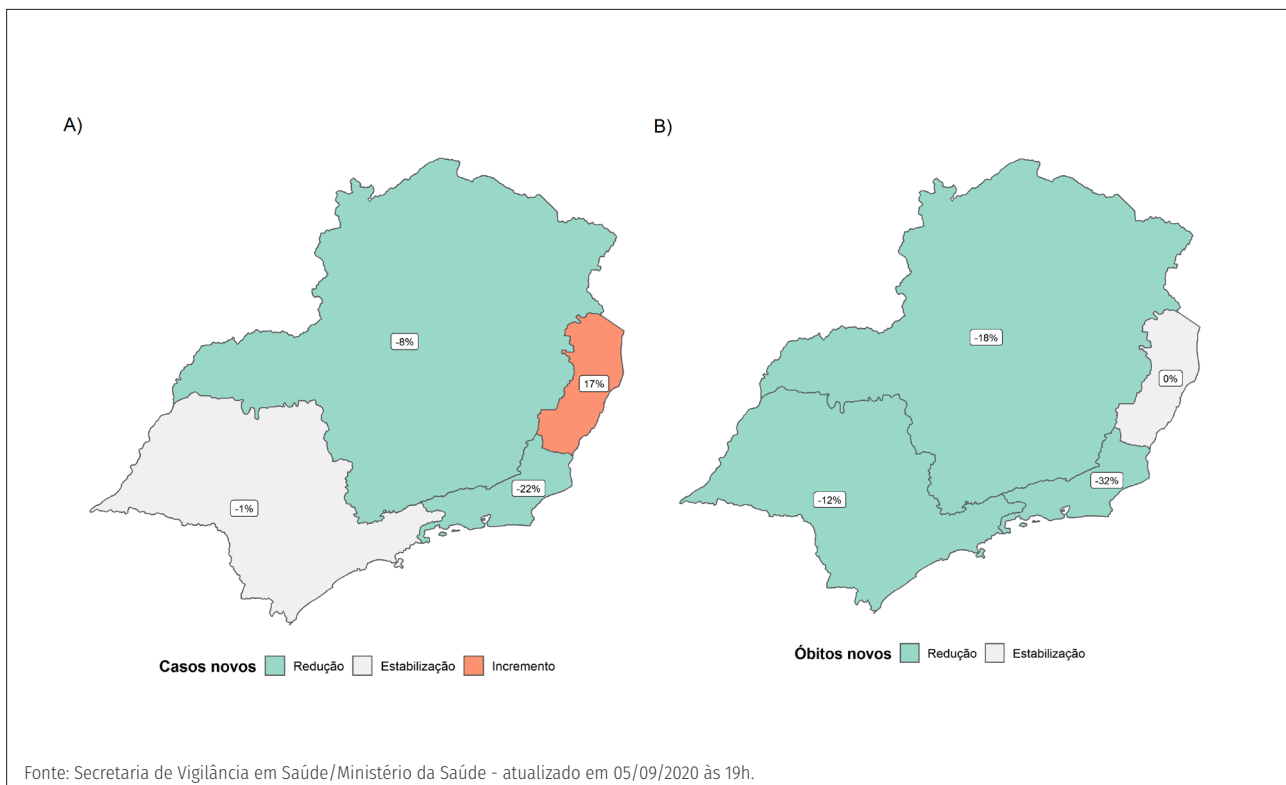 A)
B)
-8%
17%
-22%
-1%
-18%
0%
-32%
-12%
Casos novos Redução Estabilização Incremento
Óbitos novos Redução Estabilização
Fonte: Secretaria de Vigilância em Saúde/Ministério da Saúde - atualizado em 05/09/2020 às 19h.